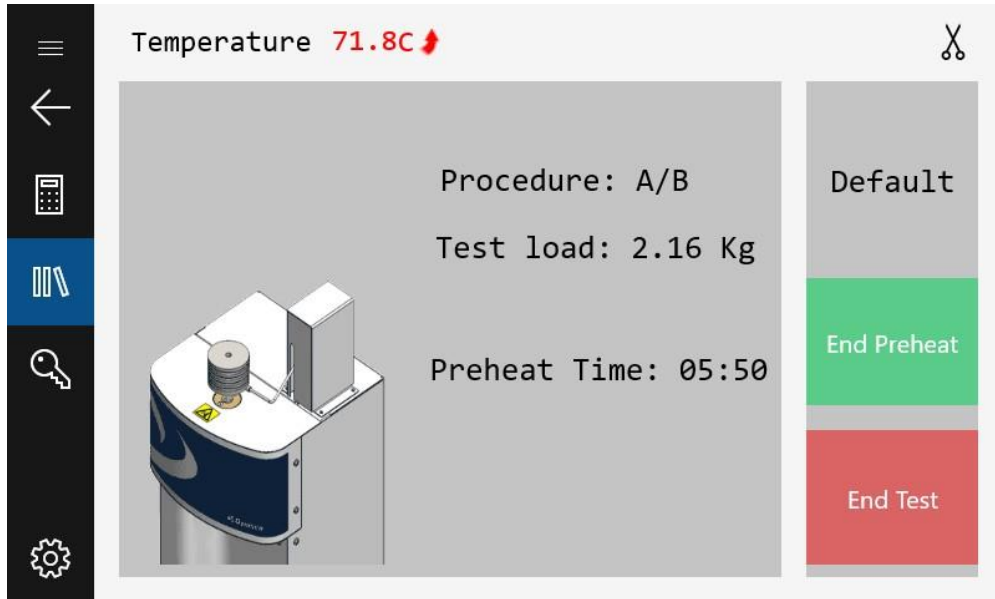 Temperature 71.8C
Procedure: A/B
Test load: 2.16 Kg
Preheat Time: 05:50
Default
End Preheat
End Test